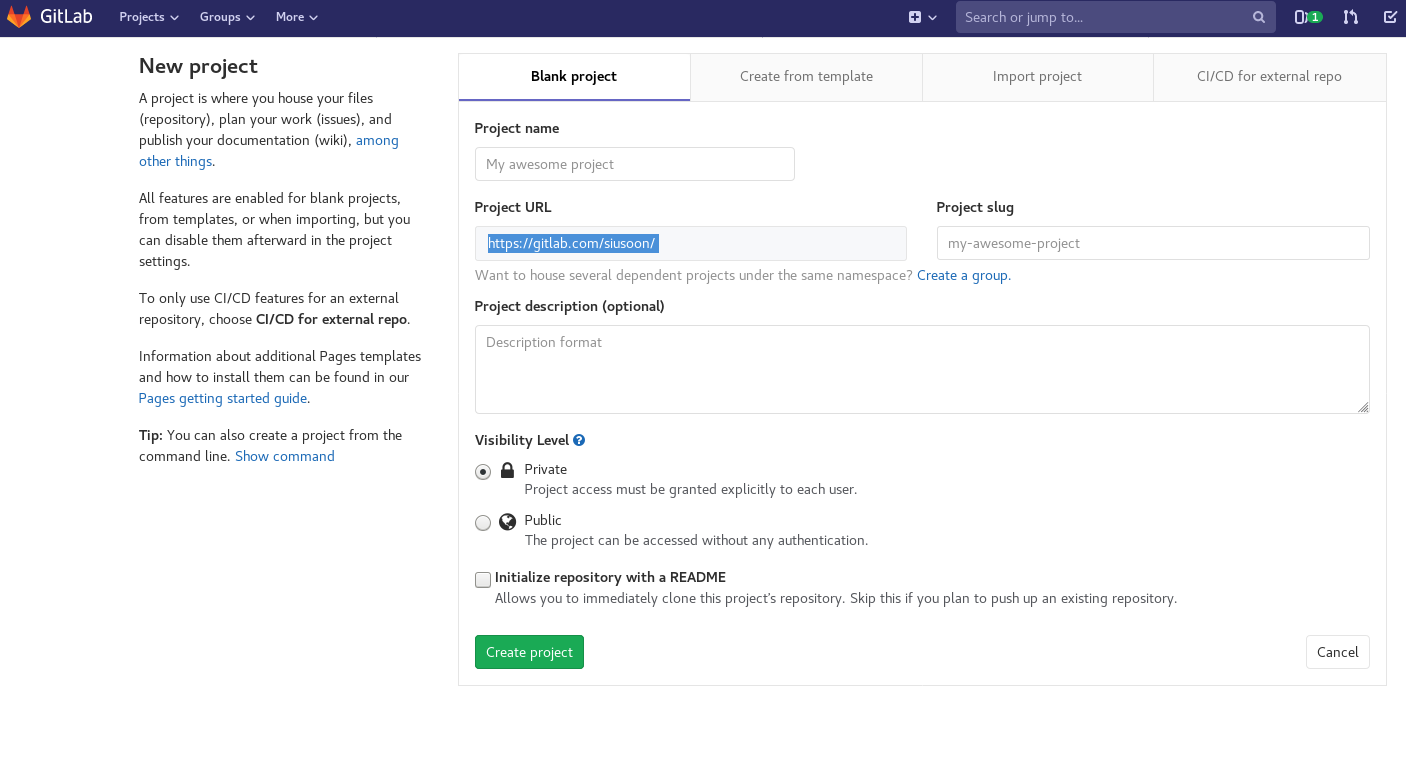 GitLab Projects Groups More Search or jump to... 1
New project
A project is where you house your files
(repository), plan your work (issues), and
publish your documentation (wiki), among
other things.
All features are enabled for blank projects,
from templates, or when importing, but you
can disable them afterward in the project
settings.
To only use CI/CD features for an external
repository, choose CI/CD for external repo.
Information about additional Pages templates
and how to install them can be found in our
Pages getting started guide.
Tip: You can also create a project from the
command line. Show command
Blank project Create from template Import project CI/CD for external repo
Project name
My awesome project
Project URL Project slug
https://gitlab.com/siusoon/ my-awesome-project
Want to house several dependent projects under the same namespace? Create a group.
Project description (optional)
Description format
Visibility Level ?
Private
Project access must be granted explicitly to each user.
Public
The project can be accessed without any authentication.
Initialize repository with a README
Allows you to immediately clone this project's repository. Skip this if you plan to push up an existing repository.
Create project Cancel